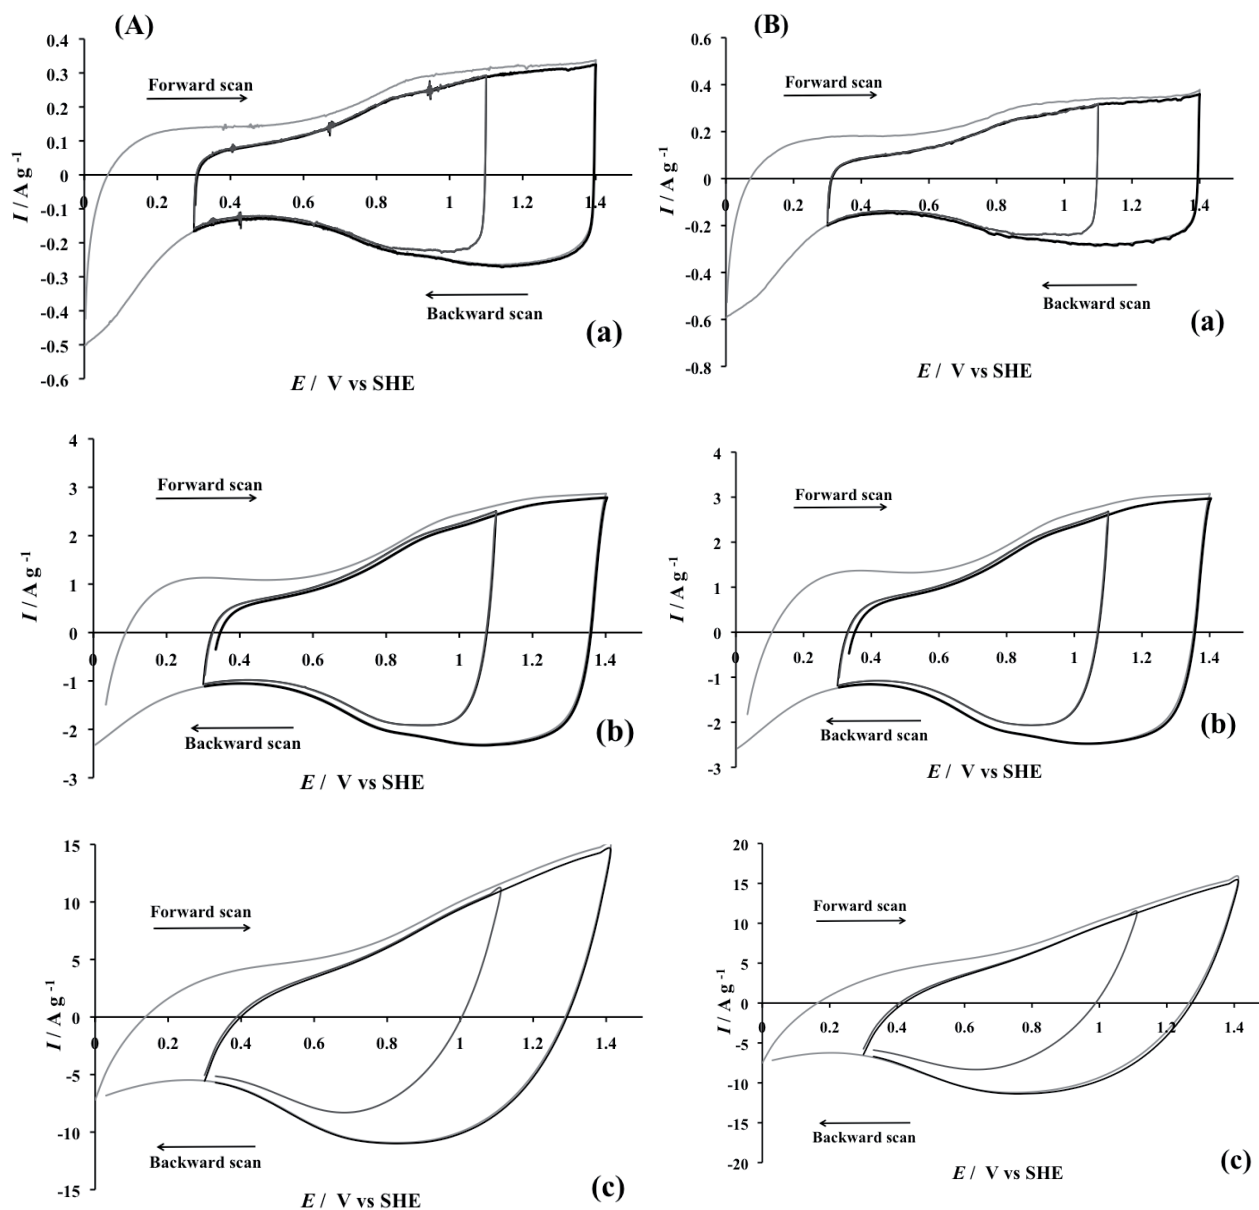 (A)
0.4
0.3
0.2
0.1
0
-0.1
-0.2
-0.3
-0.4
-0.5
-0.6
0 0.2 0.4 0.6 0.8 1 1.2 1.4
I / A g⁻¹
Forward scan
Backward scan
(a)
E / V vs SHE
(B)
0.6
0.4
0.2
0
-0.2
-0.4
-0.6
-0.8
0 0.2 0.4 0.6 0.8 1 1.2 1.4
I / A g⁻¹
Forward scan
Backward scan
(a)
E / V vs SHE
4
3
2
1
0
-1
-2
-3
0 0.2 0.4 0.6 0.8 1 1.2 1.4
I / A g⁻¹
Forward scan
Backward scan
(b)
E / V vs SHE
4
3
2
1
0
-1
-2
-3
0 0.2 0.4 0.6 0.8 1 1.2 1.4
I / A g⁻¹
Forward scan
Backward scan
(b)
E / V vs SHE
15
10
5
0
-5
-10
-15
0 0.2 0.4 0.6 0.8 1 1.2 1.4
I / A g⁻¹
Forward scan
Backward scan
(c)
E / V vs SHE
20
15
10
5
0
-5
-10
-15
-20
0 0.2 0.4 0.6 0.8 1 1.2 1.4
I / A g⁻¹
Forward scan
Backward scan
(c)
E / V vs SHE